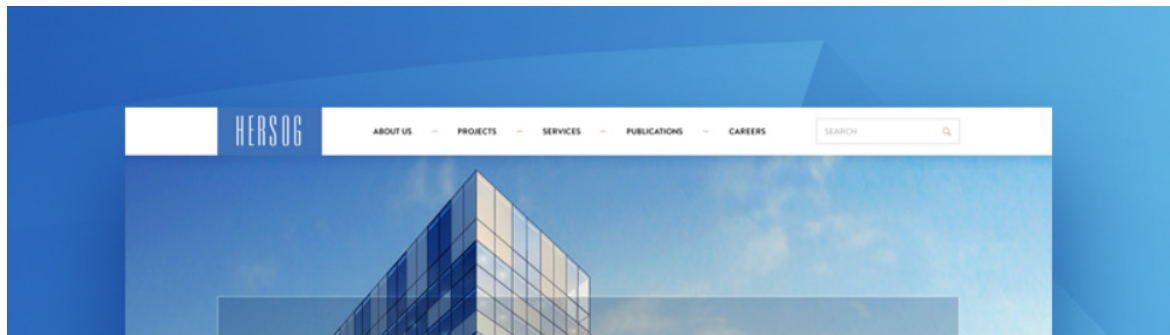 HERSOG
ABOUT US ~ PROJECTS ~ SERVICES ~ PUBLICATIONS ~ CAREERS
SEARCH